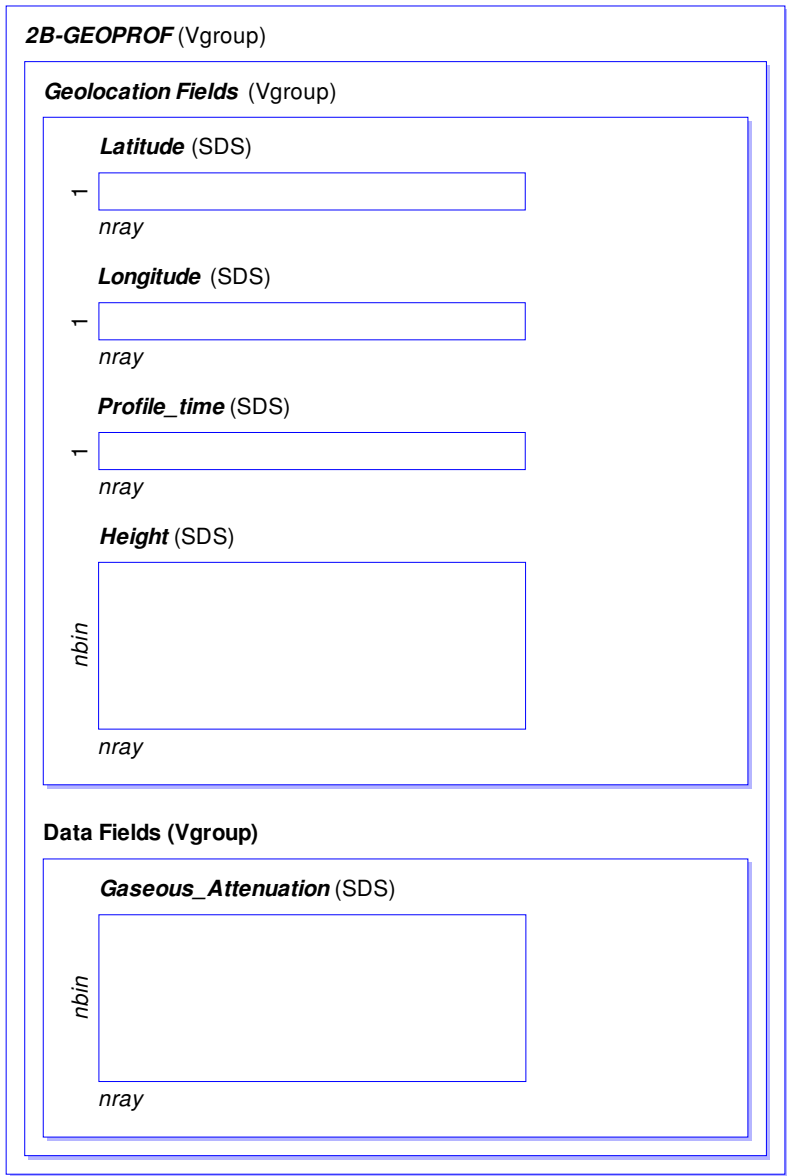 2B-GEOPROF (Vgroup)
Geolocation Fields (Vgroup)
Latitude (SDS)
1
nray
Longitude (SDS)
1
nray
Profile_time (SDS)
1
nray
Height (SDS)
nbin
nray
Data Fields (Vgroup)
Gaseous_Attenuation (SDS)
nbin
nray